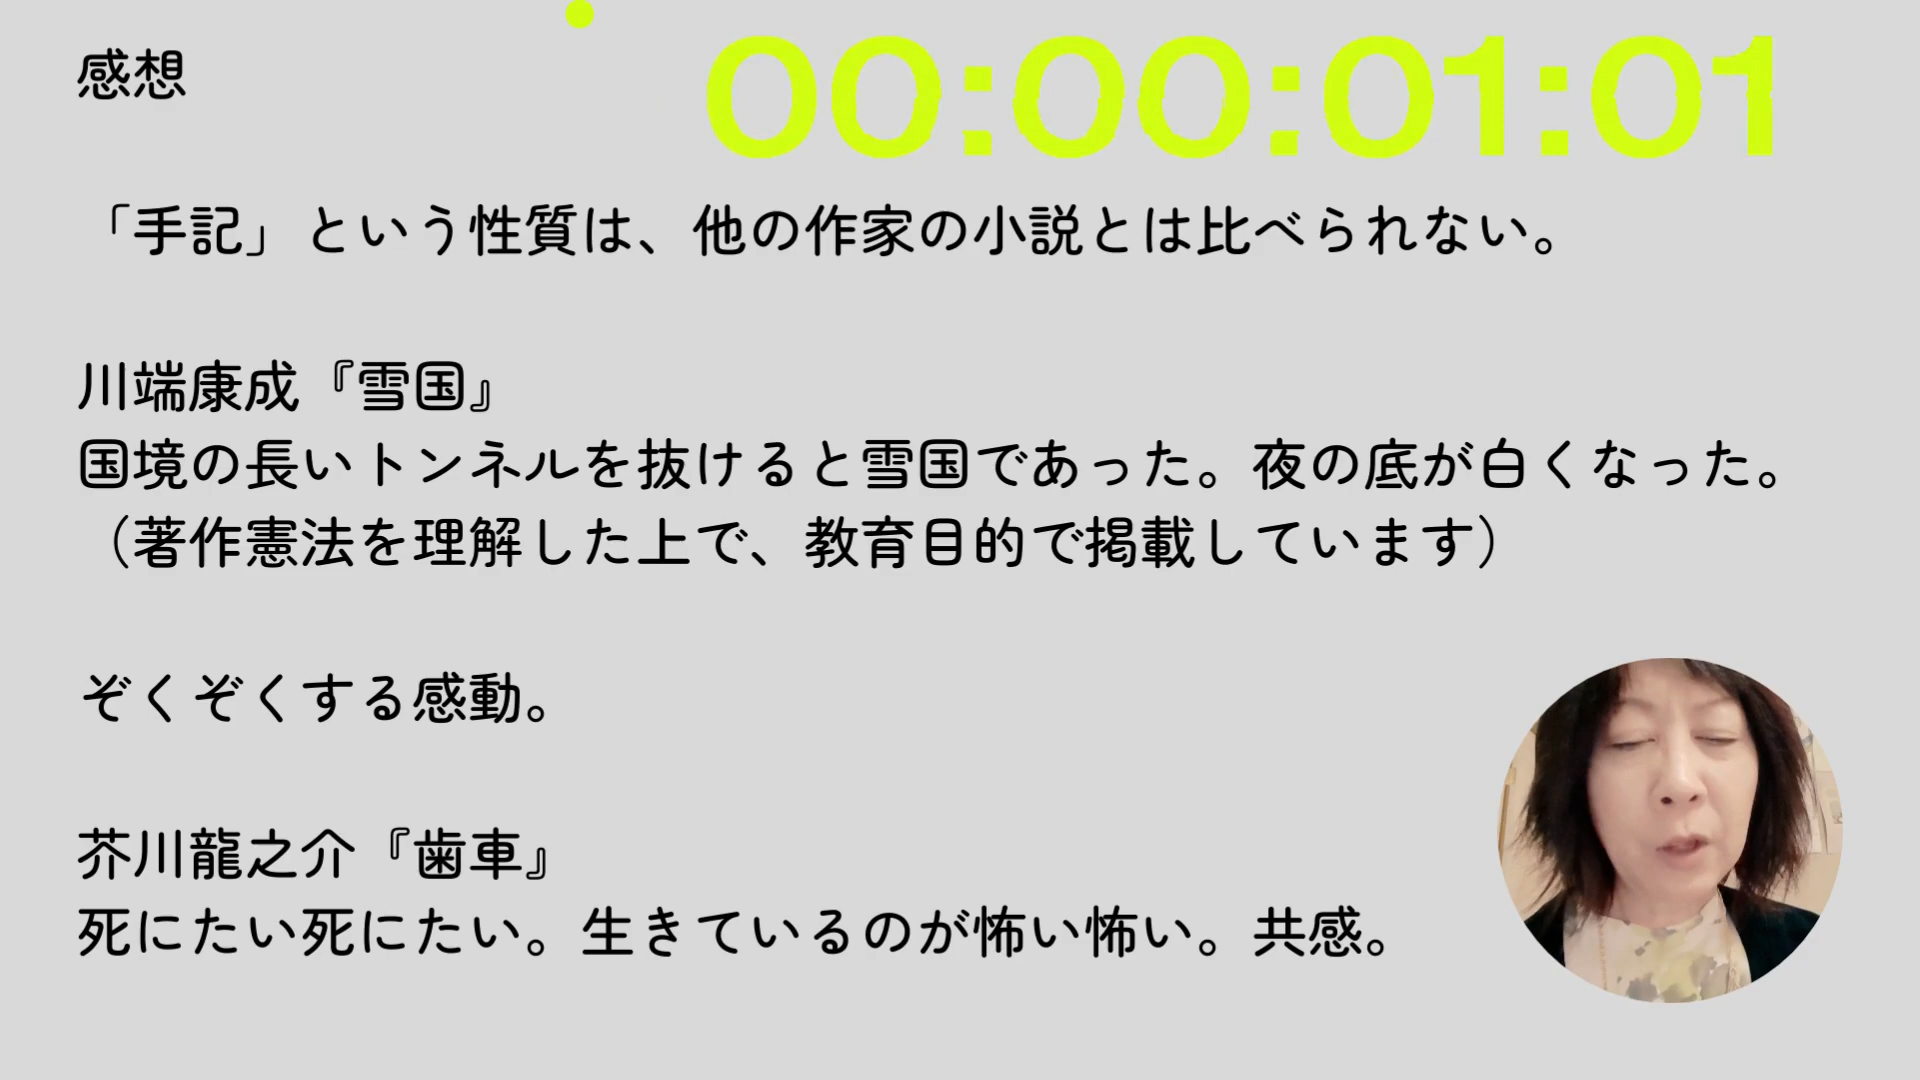 感想
00:00:01:01
「手記」という性質は、他の作家の小説とは比べられない。
川端康成『雪国』
国境の長いトンネルを抜けると雪国であった。夜の底が白くなった。
（著作憲法を理解した上で、教育目的で掲載しています）
ぞくぞくする感動。
芥川龍之介『歯車』
死にたい死にたい。生きているのが怖い怖い。共感。